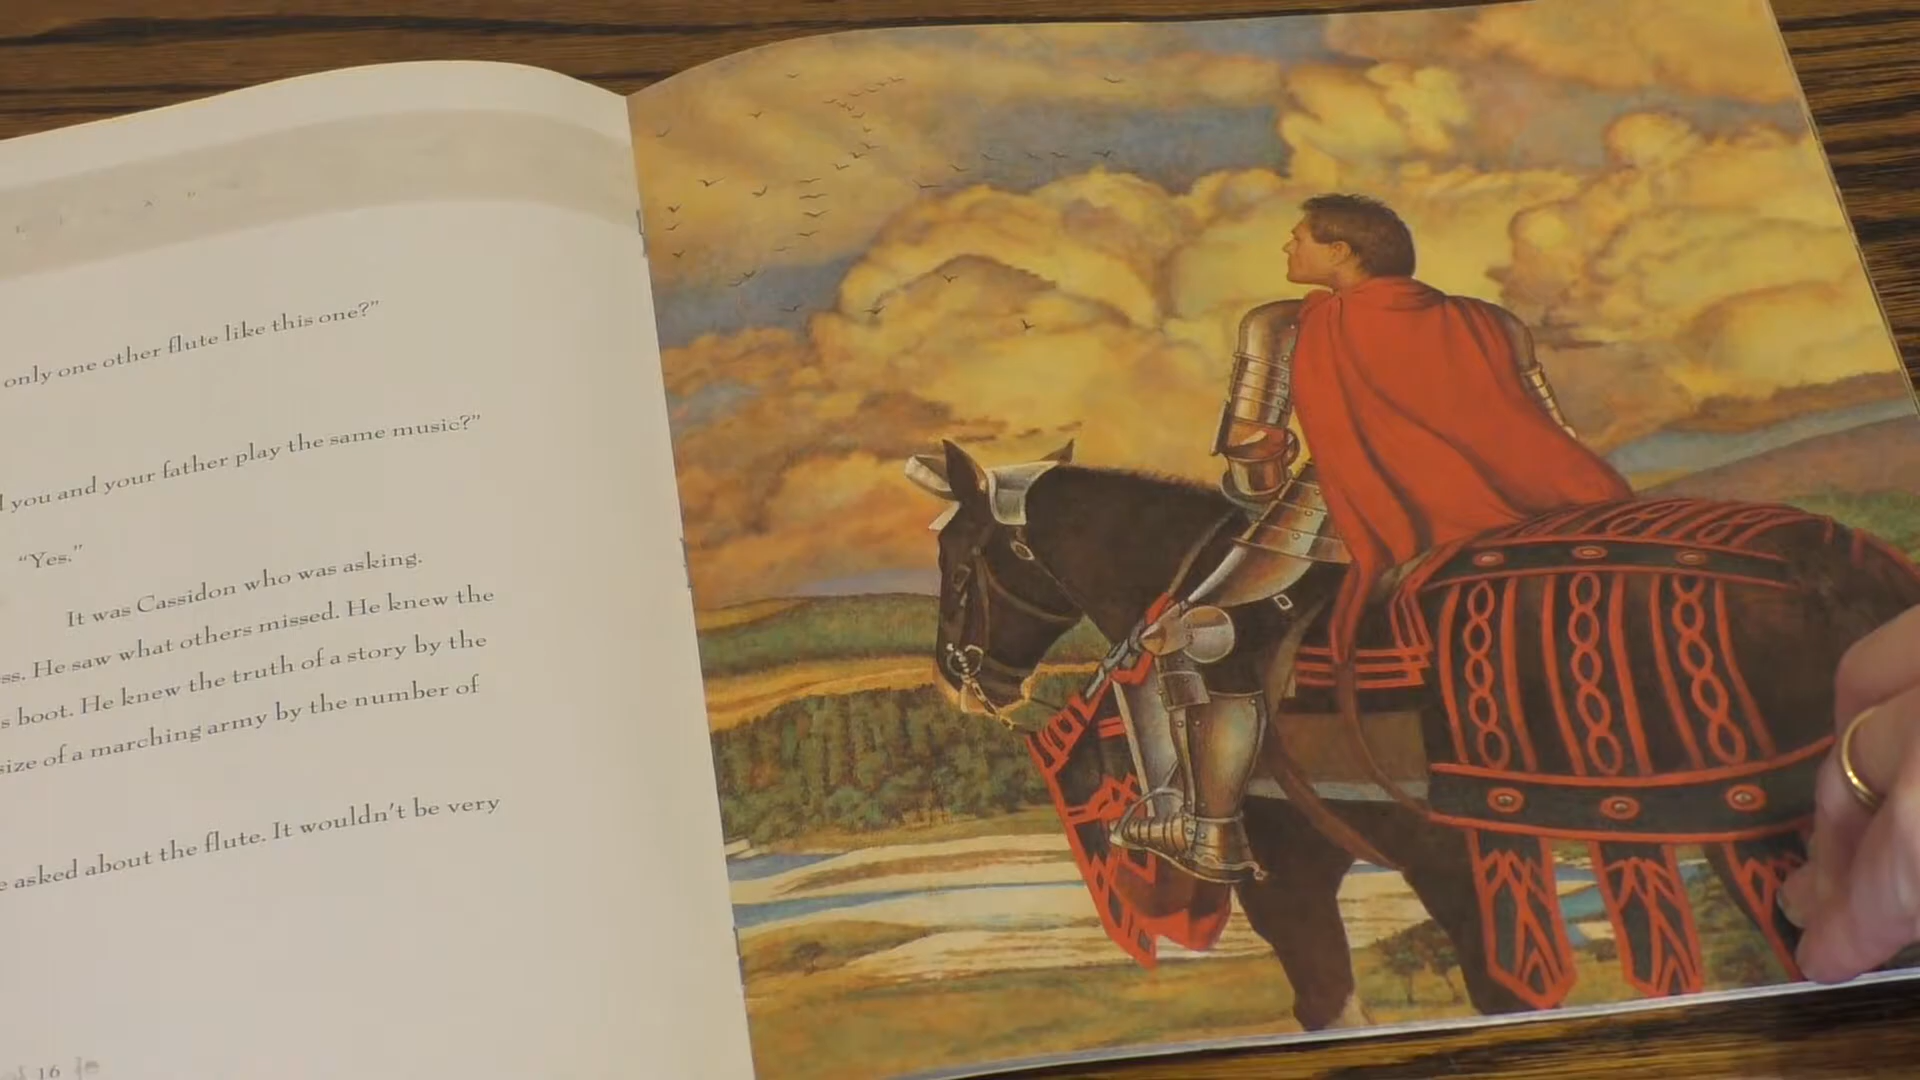 only one other flute like this one?"
you and your father play the same music?"
"Yes."
It was Cassidon who was asking.
ss. He saw what others missed. He knew the
s boot. He knew the truth of a story by the
size of a marching army by the number of
e asked about the flute. It wouldn't be very
16